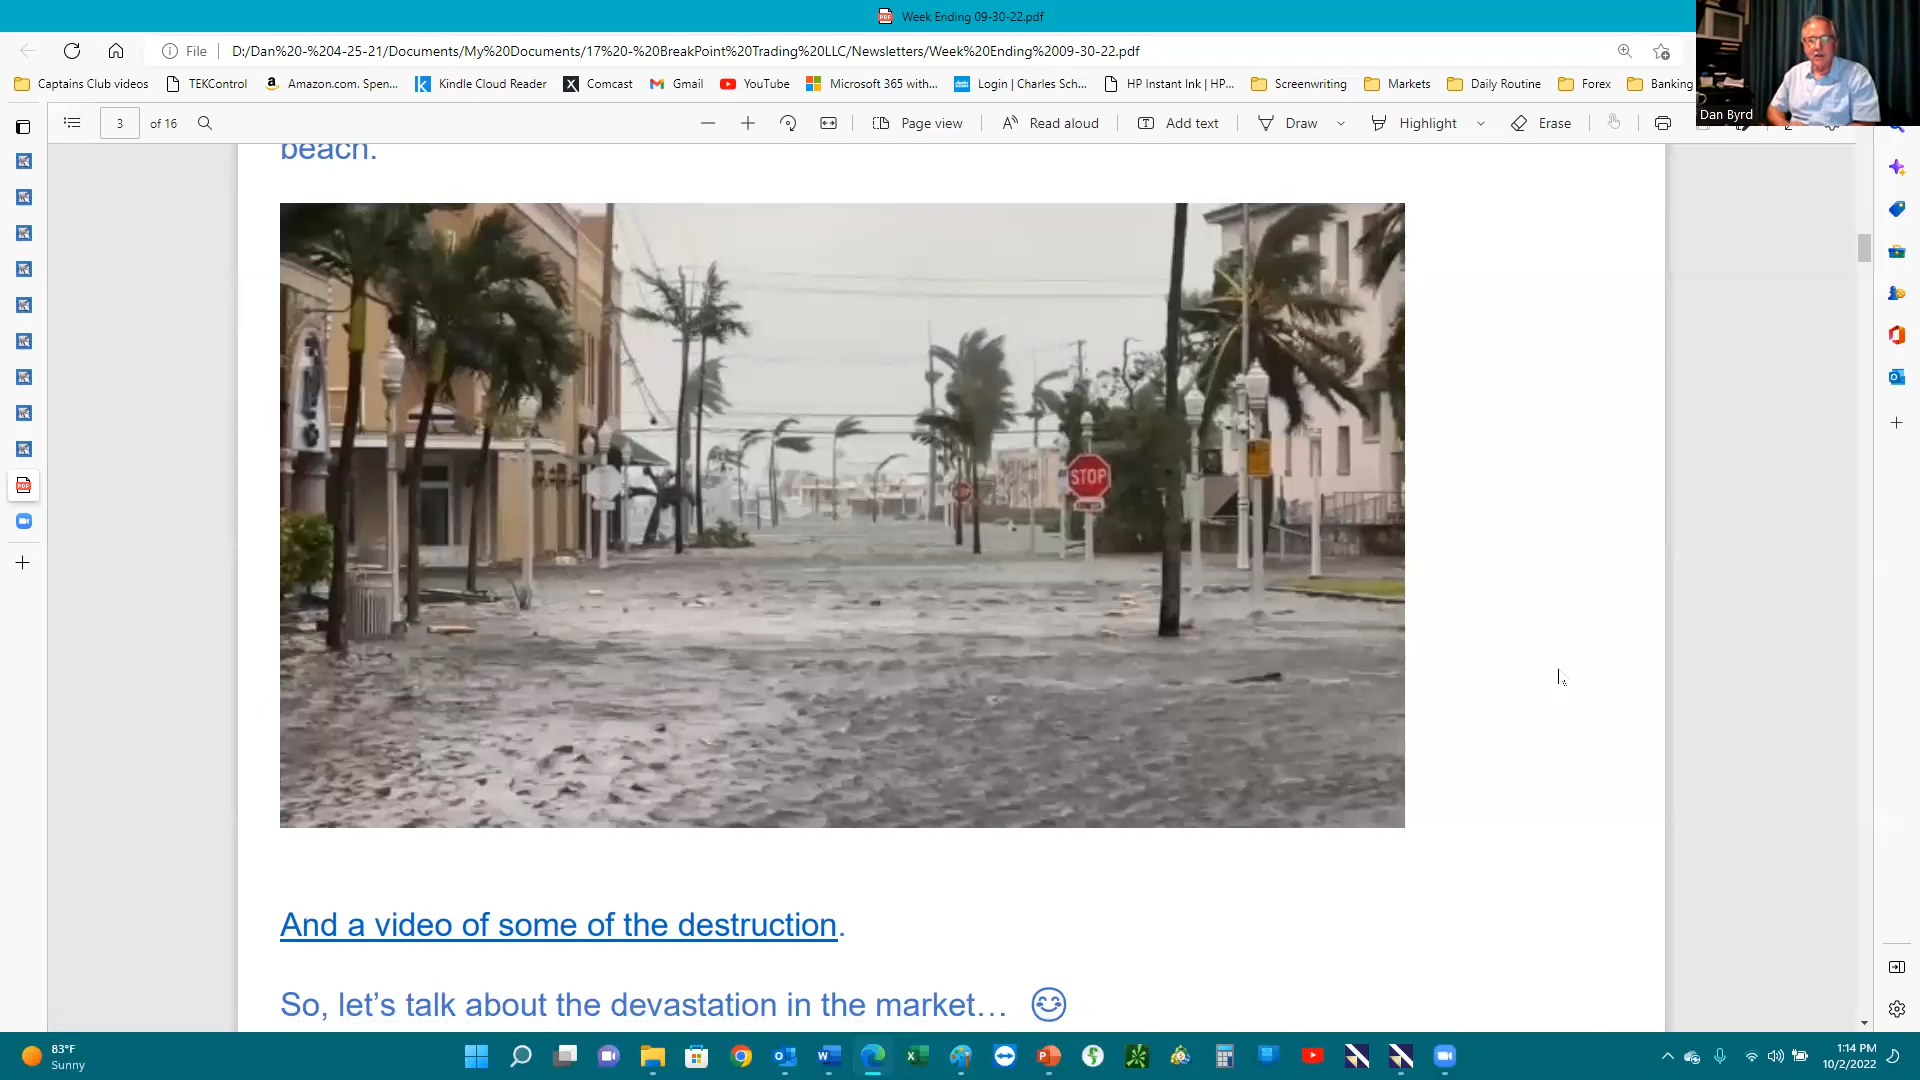 Week Ending 09-30-22.pdf
File
D:/Dan%20-%204-25-21/Documents/My%20Documents/17%20-%20BreakPoint%20Trading%20LLC/Newsletters/Week%20Ending%2009-30-22.pdf
Captains Club videos
TEKControl
Amazon.com. Spen...
Kindle Cloud Reader
Comcast
Gmail
YouTube
Microsoft 365 with...
Login | Charles Sch...
HP Instant Ink | HP...
Screenwriting
Markets
Daily Routine
Forex
Banking
Dan Byrd
3 of 16
Page view
Read aloud
Add text
Draw
Highlight
Erase
beach.
STOP
And a video of some of the destruction.
So, let’s talk about the devastation in the market… 😊
83°F
Sunny
1:14 PM
10/2/2022